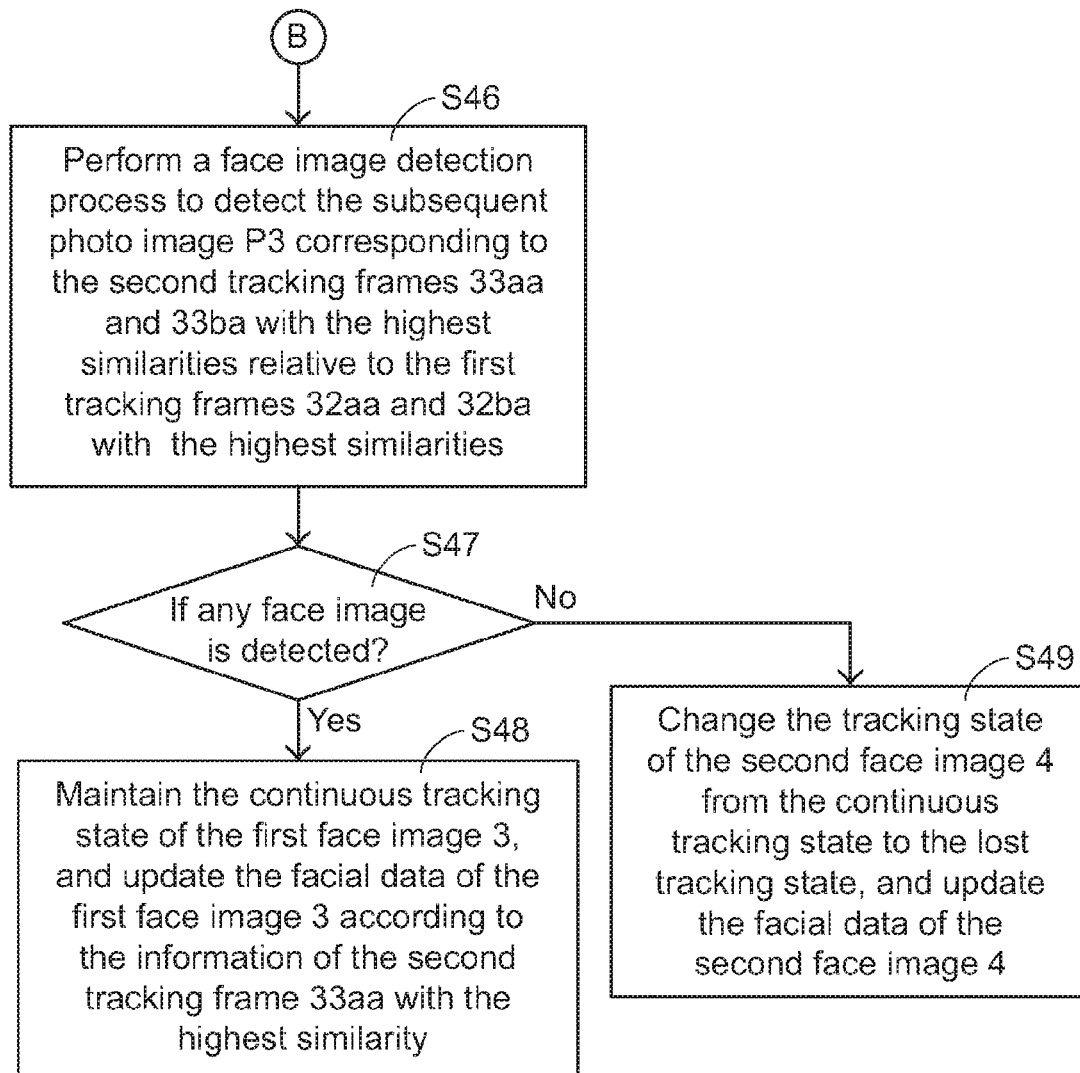 B
S46
Perform a face image detection
process to detect the subsequent
photo image P3 corresponding to
the second tracking frames 33aa
and 33ba with the highest
similarities relative to the first
tracking frames 32aa and 32ba
with the highest similarities
S47
If any face image
is detected?
No
Yes
S48
Maintain the continuous tracking
state of the first face image 3,
and update the facial data of the
first face image 3 according to
the information of the second
tracking frame 33aa with the
highest similarity
S49
Change the tracking state
of the second face image 4
from the continuous
tracking state to the lost
tracking state, and update
the facial data of the
second face image 4